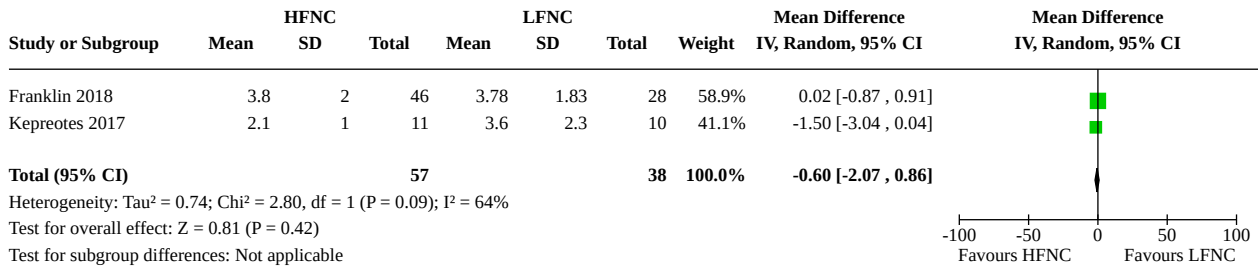 HFNC LFNC Mean Difference Mean Difference
Study or Subgroup Mean SD Total Mean SD Total Weight IV, Random, 95% CI IV, Random, 95% CI
Franklin 2018 3.8 2 46 3.78 1.83 28 58.9% 0.02 [-0.87 , 0.91]
Kepreotes 2017 2.1 1 11 3.6 2.3 10 41.1% -1.50 [-3.04 , 0.04]
Total (95% CI) 57 38 100.0% -0.60 [-2.07 , 0.86]
Heterogeneity: Tau² = 0.74; Chi² = 2.80, df = 1 (P = 0.09); I² = 64%
Test for overall effect: Z = 0.81 (P = 0.42)
-100 -50 0 50 100
Test for subgroup differences: Not applicable Favours HFNC Favours LFNC